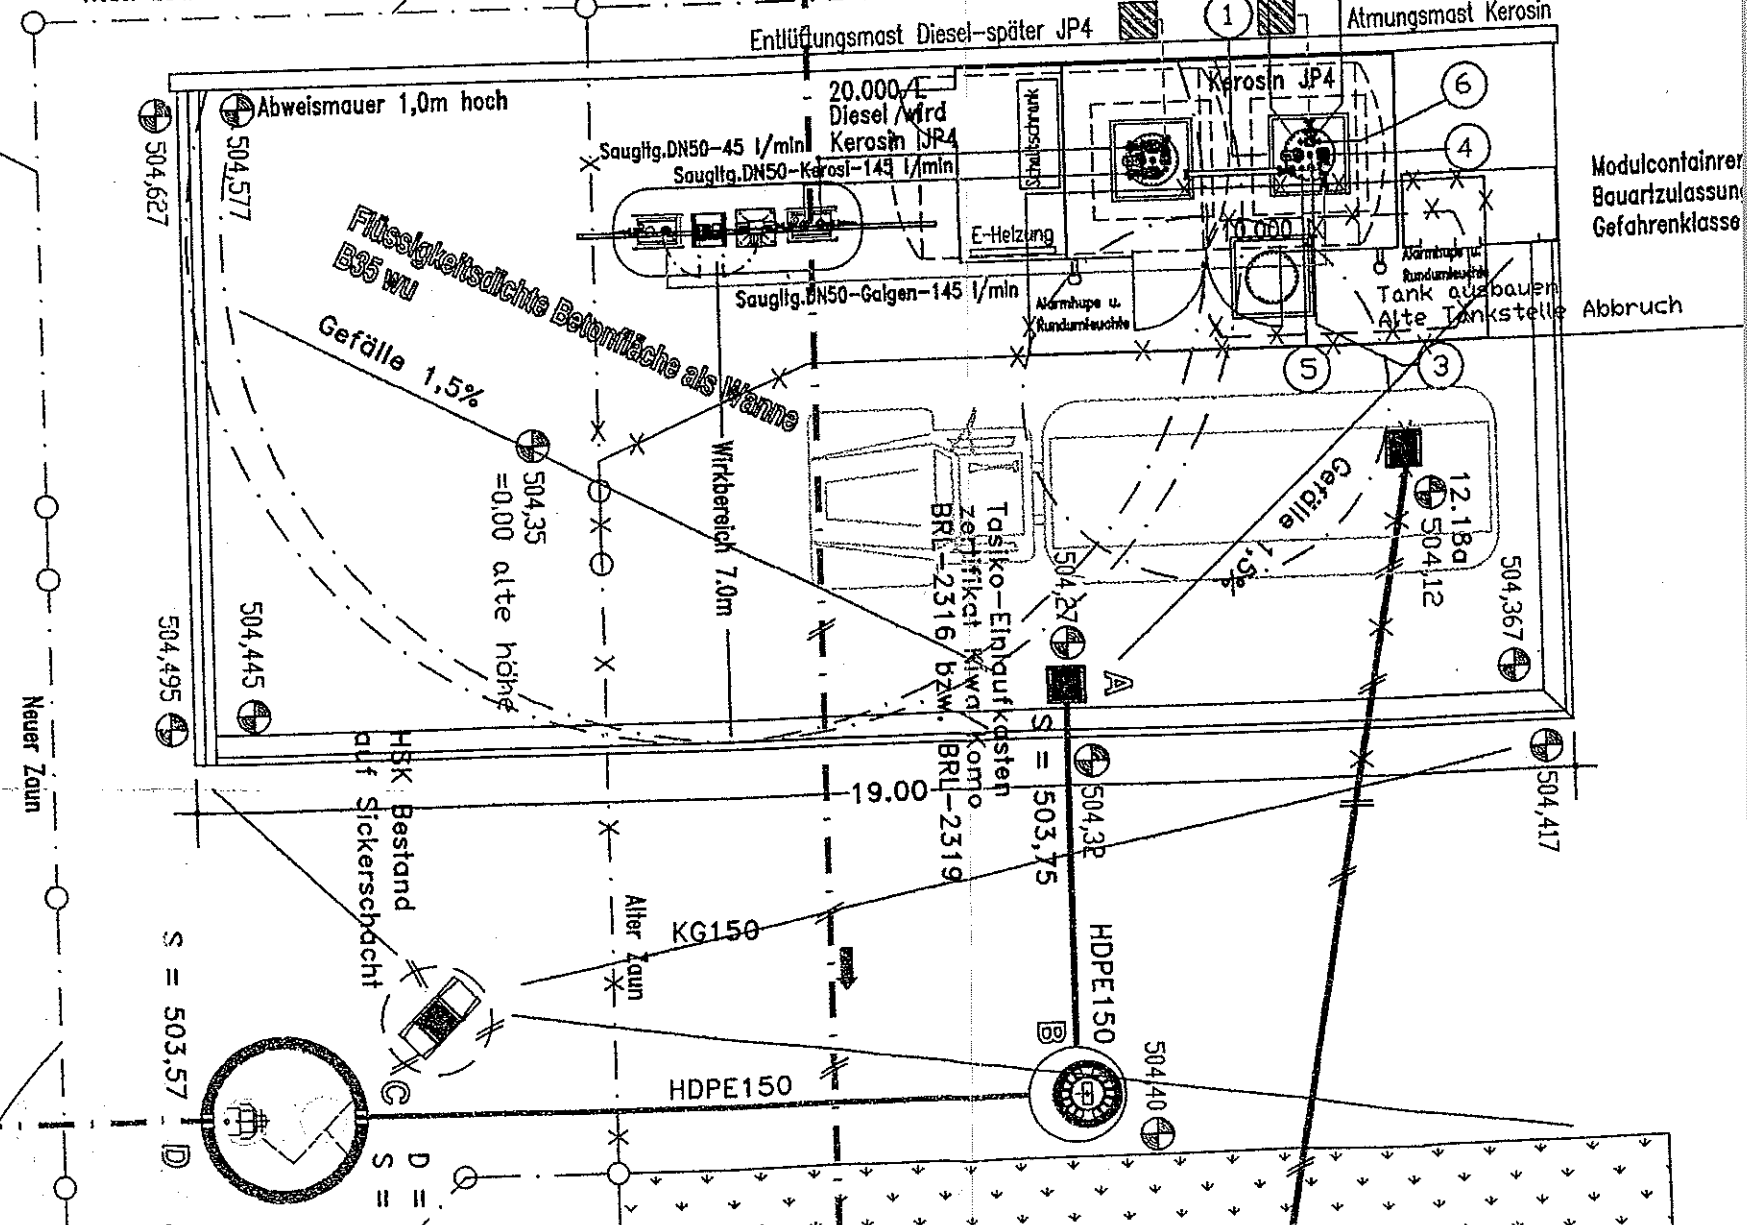 Entlüftungsmast Diesel-später JP4
1
Atmungsmast Kerosin
Abweismauer 1,0m hoch
504,627
504,577
20.000 L
Diesel /wird
Kerosin JP4
Kerosin JP4
Saugltg.DN50-45 l/min
Saugltg.DN50-Kerosi-145 l/min
Schaltschrank
E-Heizung
6
4
Modulcontainrer
Bauartzulassung
Gefahrenklasse
Flüssigkeitsdichte Betonfläche als Wanne
B35 wu
0.000
Saugltg.DN50-Galgen-145 l/min
Alarmhupe u.
Rundumleuchte
Alarmhupe u.
Rundumleuchte
Tank ausbauen
Alte Tankstelle Abbruch
5
3
Gefälle 1,5%
504,35
=0,00 alte höhe
Wirkbereich 7.0m
Gefälle 1,5%
12.18a
504,12
504,367
Tasiko-Einlaufkasten
zertifikat Kiwa Komo
BRL-2316 bzw. BRL-2319
504,27
A
S = 503,75
504,32
504,495
504,445
Neuer Zaun
19.00
504,417
HSK Bestand
auf Sickerschacht
Alter Zaun
KG150
HDPE150
B
504,40
S = 503,57
C
HDPE150
D
D =
S =